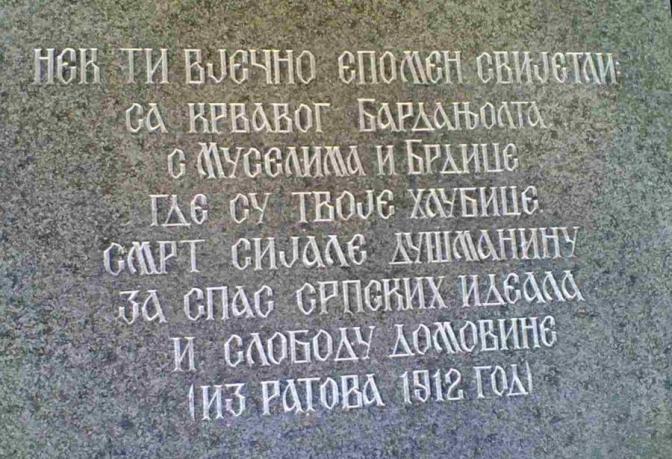 НЕК ТИ ВЈЕЧНО ЕПОМЕН СВИЈЕТЛИ:
СА КРВАВОГ БАРДАЊОЛТА
С МУСЕЛИМА И БРДИЦЕ
ГДЕ СУ ТВОЈЕ ХАУБИЦЕ.
СМРТ СИЈАЛЕ ДУШМАНИНУ
ЗА СПАС СРПСКИХ ИДЕАЛА
И СЛОБОДУ ДОМОВИНЕ
(ИЗ РАТОВА 1912 ГОД)